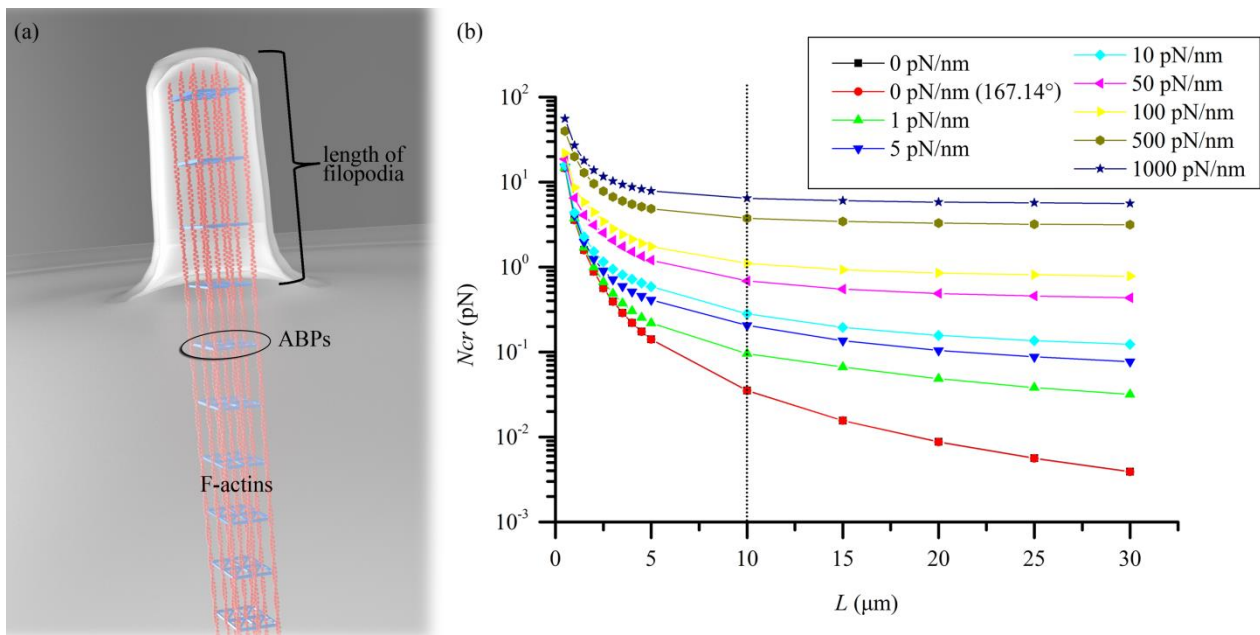 (a)
length of
filopodia
ABPs
F-actins
(b)
0 pN/nm
0 pN/nm (167.14°)
1 pN/nm
5 pN/nm
10 pN/nm
50 pN/nm
100 pN/nm
500 pN/nm
1000 pN/nm
Ncr (pN)
10²
10¹
10⁰
10⁻¹
10⁻²
10⁻³
0 5 10 15 20 25 30
L (μm)